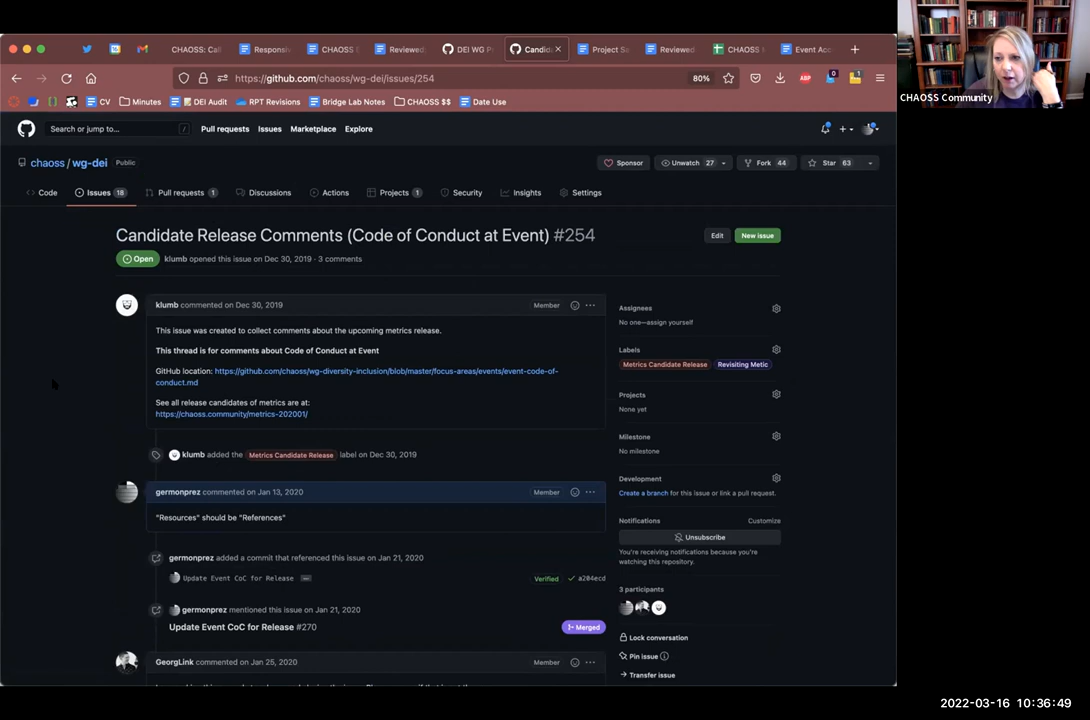 CHAOSS: Call
Responsiv
CHAOSS E
Reviewed
DEI WG P
Candid
Project Sa
Reviewed
CHAOSS
Event Acc
https://github.com/chaoss/wg-dei/issues/254
80%
CV
Minutes
DEI Audit
RPT Revisions
Bridge Lab Notes
CHAOSS $$
Date Use
Search or jump to...
/
Pull requests
Issues
Marketplace
Explore
chaoss / wg-dei
Public
Sponsor
Unwatch 27
Fork 44
Star 63
Code
Issues 18
Pull requests 1
Discussions
Actions
Projects 1
Security
Insights
Settings
Candidate Release Comments (Code of Conduct at Event) #254
Edit
New issue
Open
klumb opened this issue on Dec 30, 2019 · 3 comments
klumb commented on Dec 30, 2019
Member
This issue was created to collect comments about the upcoming metrics release.
This thread is for comments about Code of Conduct at Event
GitHub location: https://github.com/chaoss/wg-diversity-inclusion/blob/master/focus-areas/events/event-code-of-
conduct.md
See all release candidates of metrics are at:
https://chaoss.community/metrics-202001/
klumb added the Metrics Candidate Release label on Dec 30, 2019
germonprez commented on Jan 13, 2020
Member
"Resources" should be "References"
germonprez added a commit that referenced this issue on Jan 21, 2020
Update Event CoC for Release
Verified
a204ecd
germonprez mentioned this issue on Jan 21, 2020
Update Event CoC for Release #270
Merged
GeorgLink commented on Jan 25, 2020
Member
Assignees
No one—assign yourself
Labels
Metrics Candidate Release
Revisiting Metic
Projects
None yet
Milestone
No milestone
Development
Create a branch for this issue or link a pull request.
Notifications
Customize
Unsubscribe
You're receiving notifications because you're
watching this repository.
3 participants
Lock conversation
Pin issue
Transfer issue
CHAOSS Community
2022-03-16 10:36:49